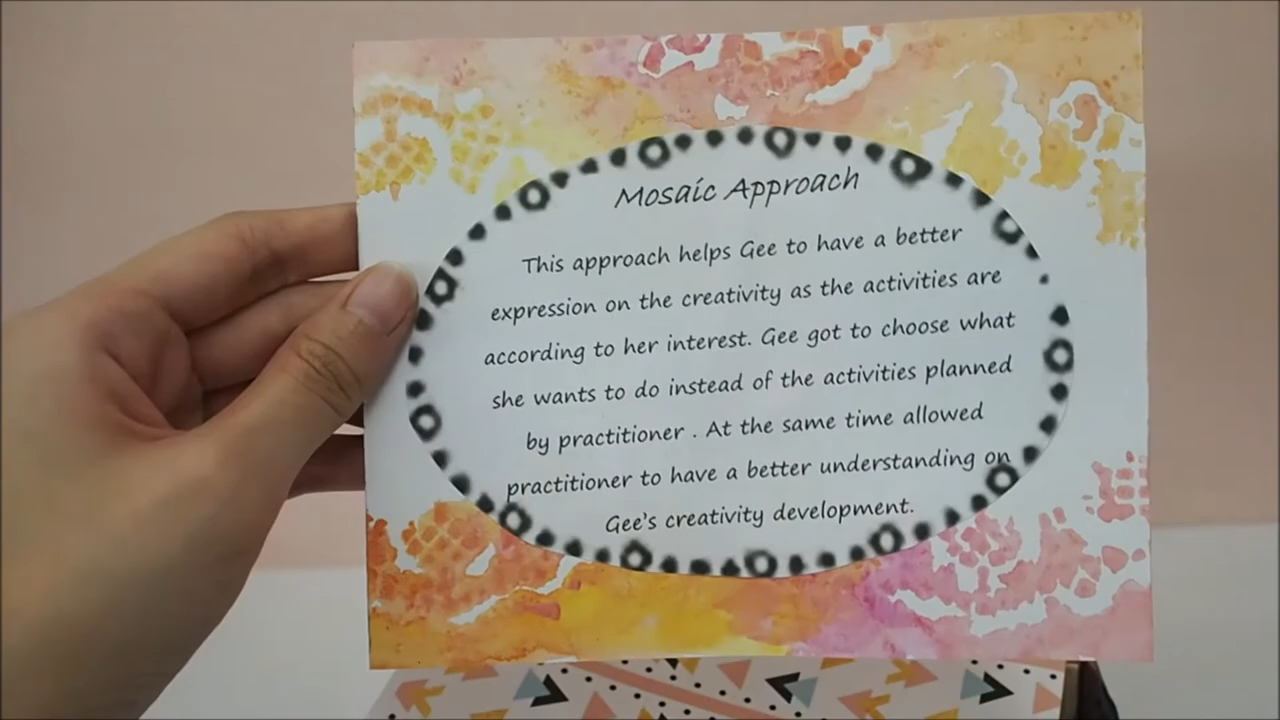 Mosaic Approach
This approach helps Gee to have a better
expression on the creativity as the activities are
according to her interest. Gee got to choose what
she wants to do instead of the activities planned
by practitioner . At the same time allowed
practitioner to have a better understanding on
Gee's creativity development.